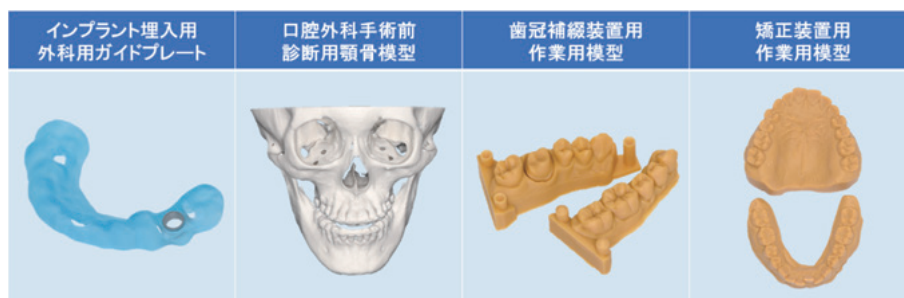 インプラント埋入用
外科用ガイドプレート
口腔外科手術前
診断用顎骨模型
歯冠補綴装置用
作業用模型
矯正装置用
作業用模型